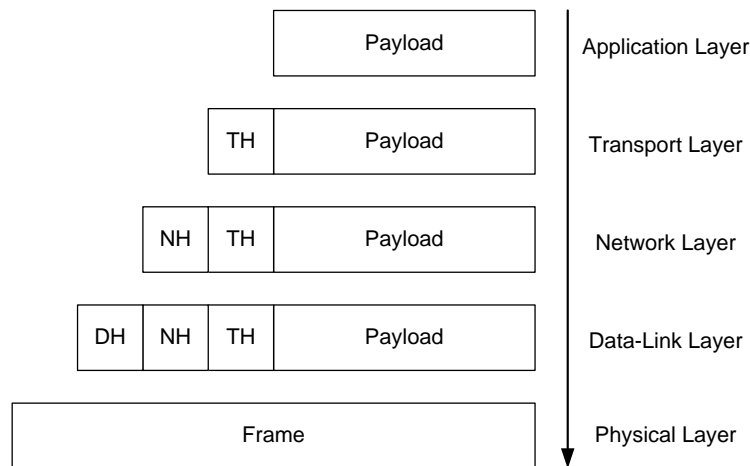 Payload Application Layer
TH Payload Transport Layer
NH TH Payload Network Layer
DH NH TH Payload Data-Link Layer
Frame Physical Layer